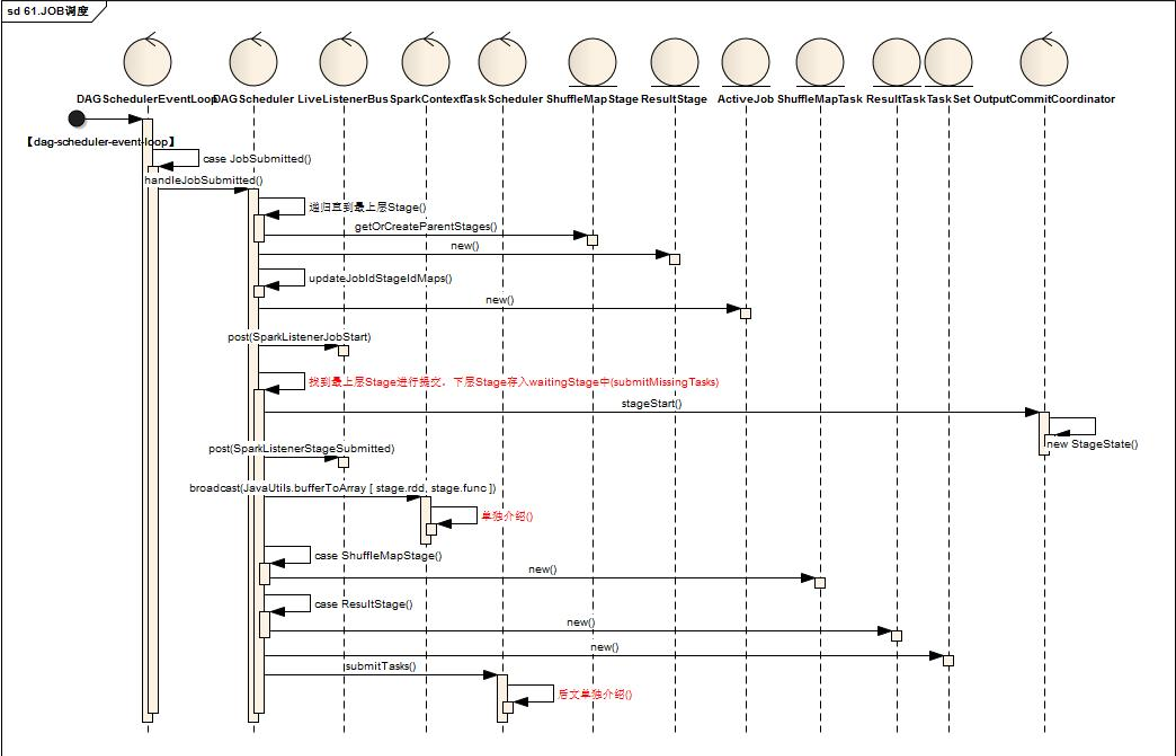 sd 61.JOB调度
DAGSchedulerEventLoop DAGScheduler LiveListenerBus SparkContext TaskScheduler ShuffleMapStage ResultStage ActiveJob ShuffleMapTask ResultTask TaskSet OutputCommitCoordinator
【dag-scheduler-event-loop】
case JobSubmitted()
handleJobSubmitted()
递归直到最上层Stage()
getOrCreateParentStages()
new()
updateJobIdStageIdMaps()
new()
post(SparkListenerJobStart)
找到最上层Stage进行提交，下层Stage存入waitingStage中(submitMissingTasks)
stageStart()
new StageState()
post(SparkListenerStageSubmitted)
broadcast(JavaUtils.bufferToArray [ stage.rdd, stage.func ])
单独介绍()
case ShuffleMapStage()
new()
case ResultStage()
new()
new()
submitTasks()
后文单独介绍()